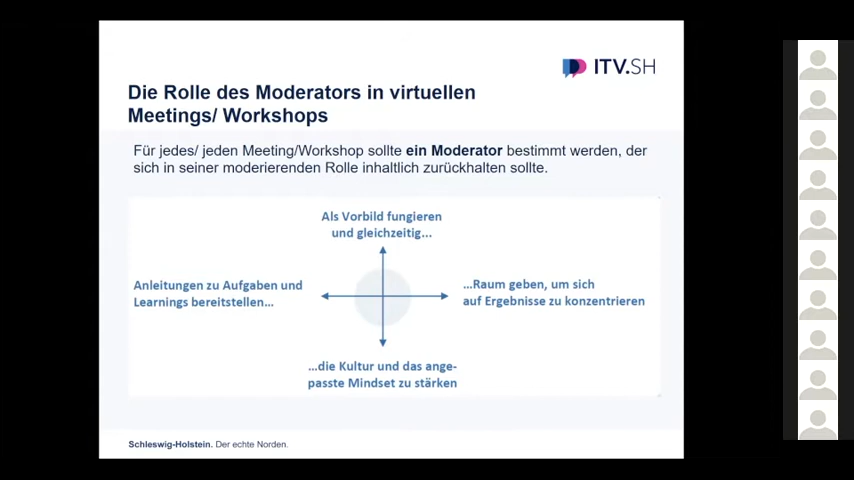 ITV.SH
Die Rolle des Moderators in virtuellen
Meetings/ Workshops
Für jedes/ jeden Meeting/Workshop sollte ein Moderator bestimmt werden, der
sich in seiner moderierenden Rolle inhaltlich zurückhalten sollte.
Als Vorbild fungieren
und gleichzeitig...
Anleitungen zu Aufgaben und
Learnings bereitstellen...
...Raum geben, um sich
auf Ergebnisse zu konzentrieren
...die Kultur und das ange-
passte Mindset zu stärken
Schleswig-Holstein. Der echte Norden.